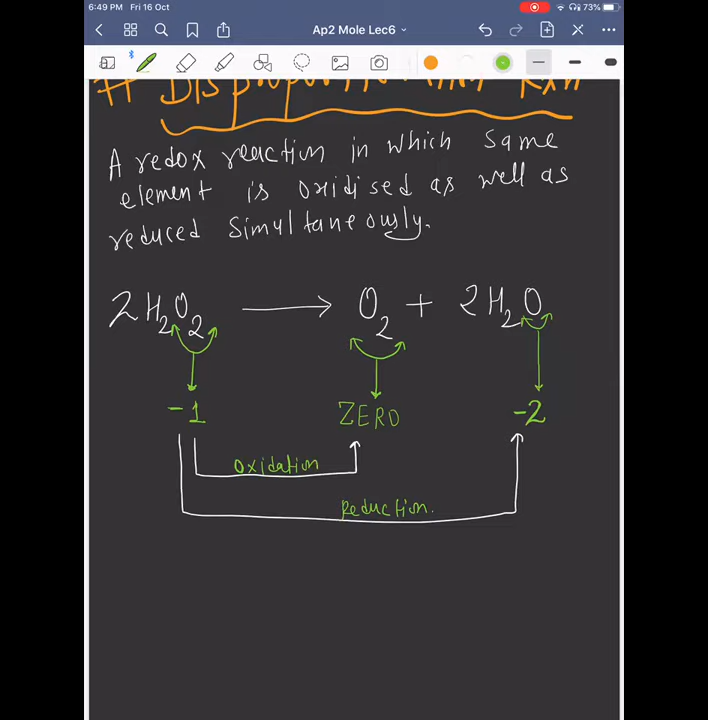 6:49 PM Fri 16 Oct 73%
Ap2 Mole Lec6
A redox reaction in which same
element is oxidised as well as
reduced simultaneously.
2H₂O₂ ⟶ O₂ + 2H₂O
-1 ZERO -2
oxidation
Reduction.